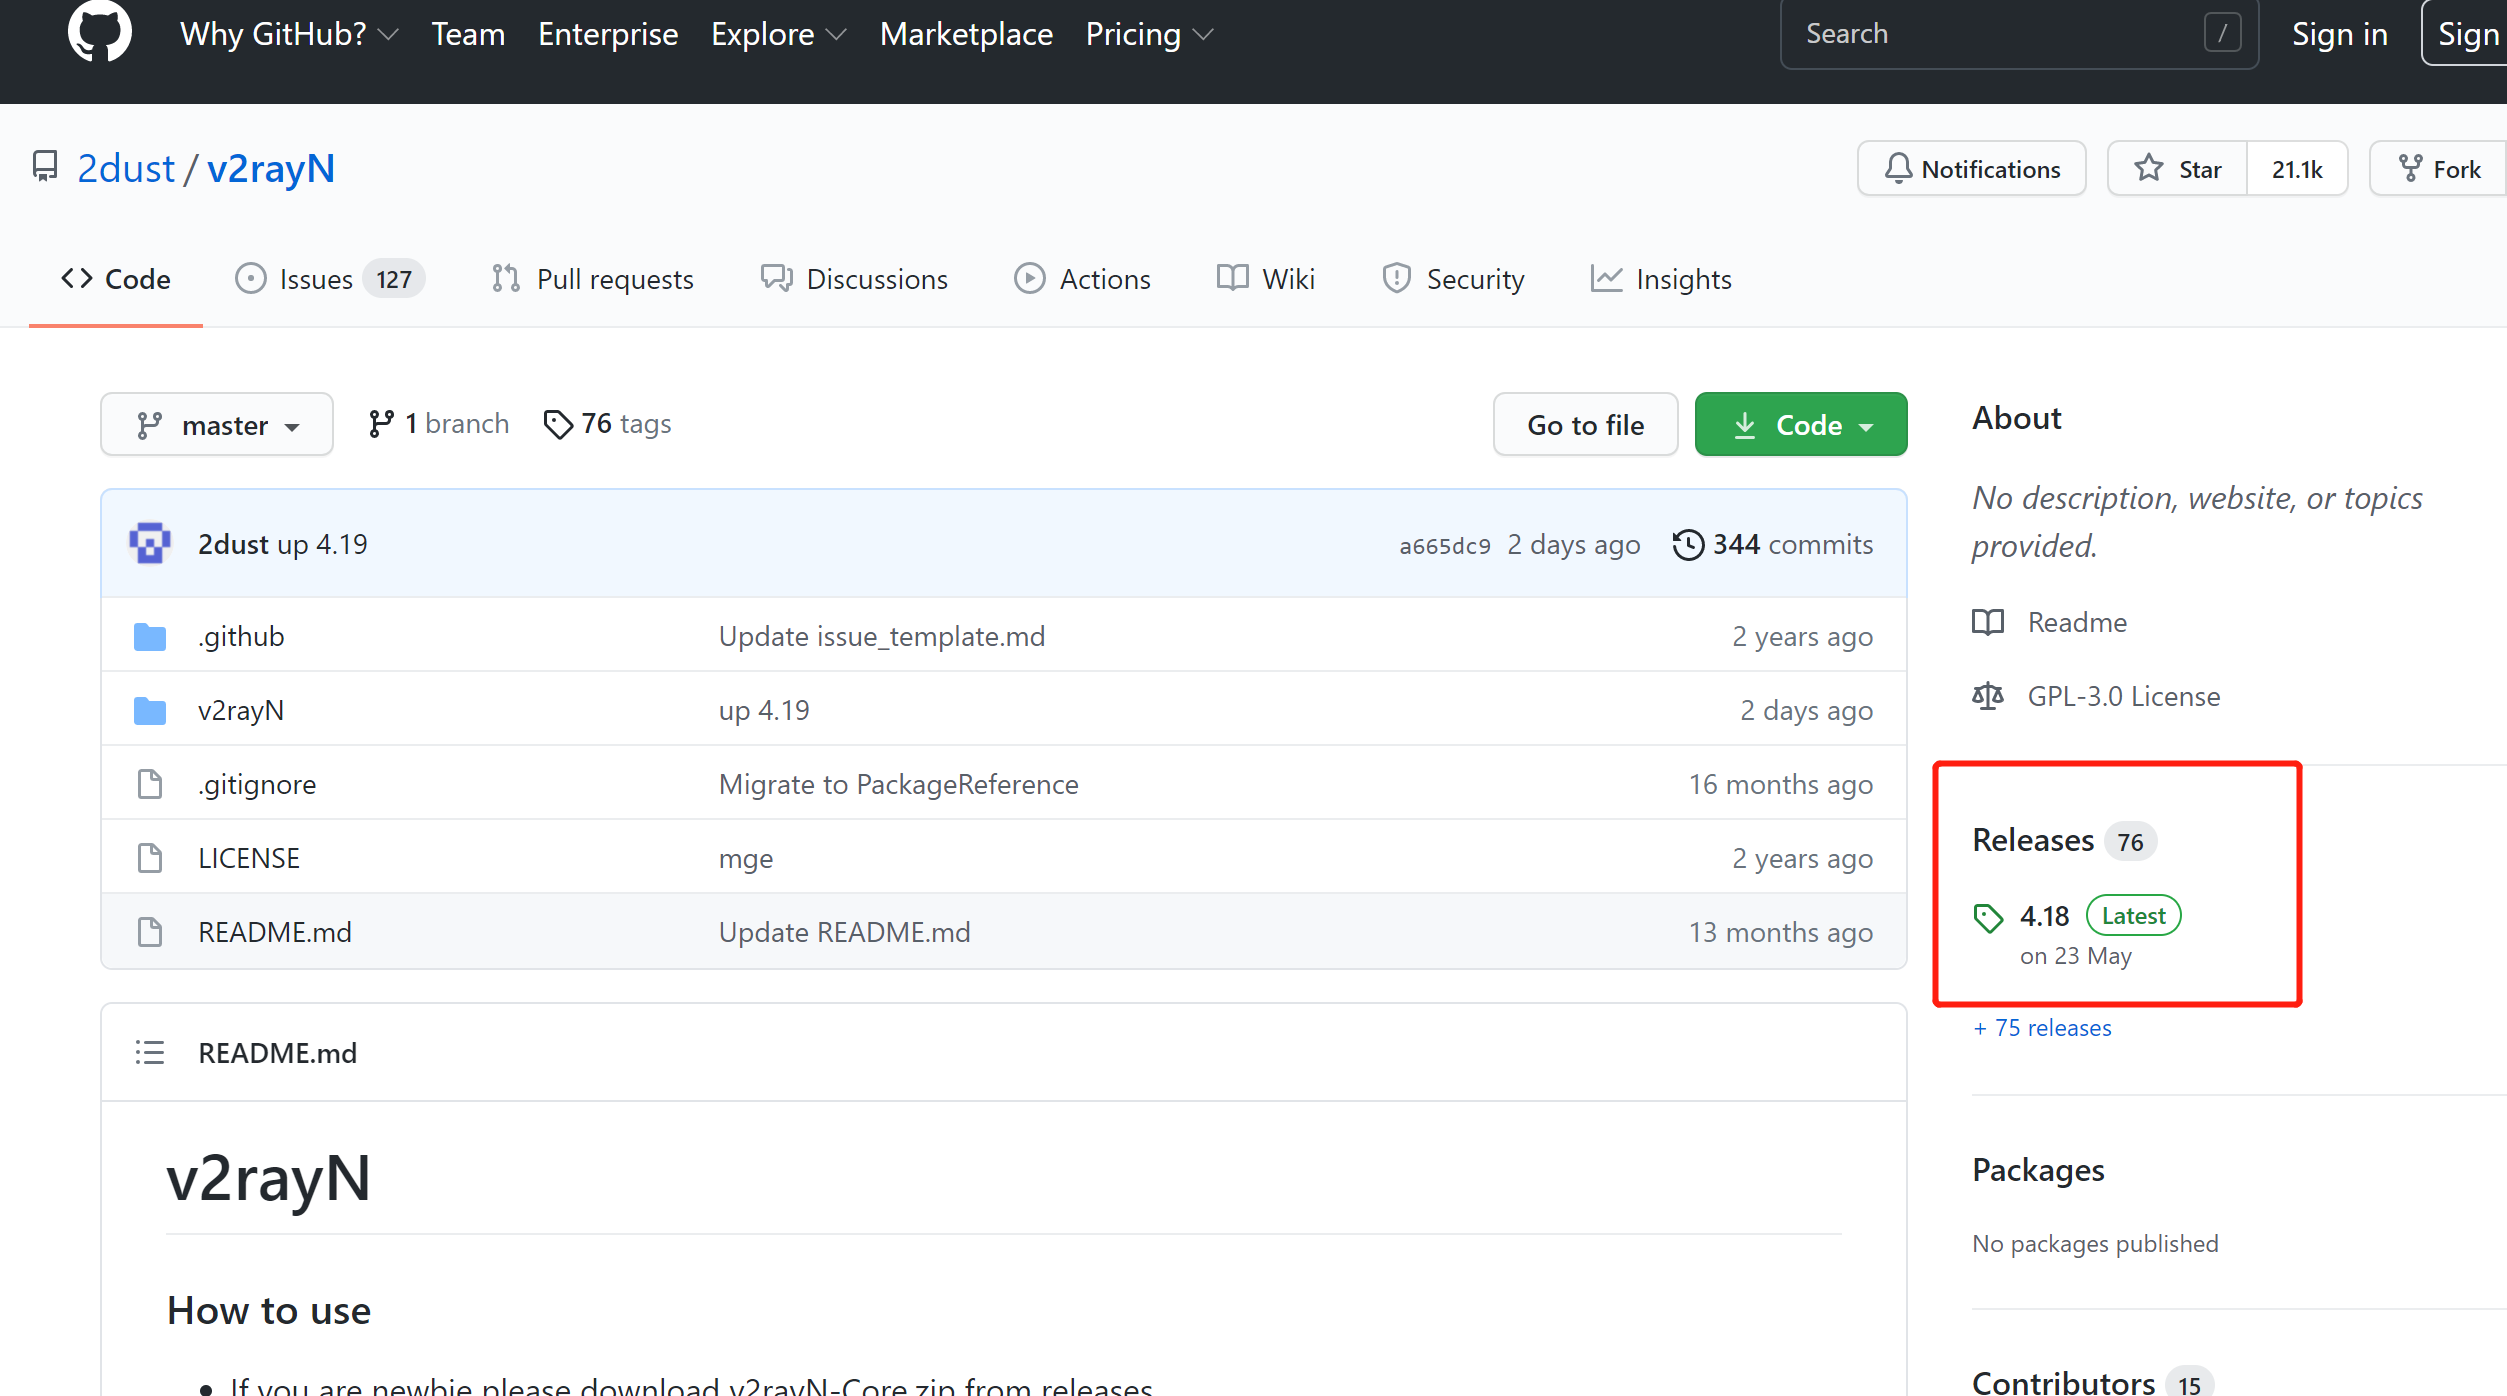 Why GitHub? Team Enterprise Explore Marketplace Pricing Search / Sign in Sign
2dust / v2rayN Notifications Star 21.1k Fork
Code Issues 127 Pull requests Discussions Actions Wiki Security Insights
master 1 branch 76 tags Go to file Code
2dust up 4.19 a665dc9 2 days ago 344 commits
.github Update issue_template.md 2 years ago
v2rayN up 4.19 2 days ago
.gitignore Migrate to PackageReference 16 months ago
LICENSE mge 2 years ago
README.md Update README.md 13 months ago
README.md
v2rayN
How to use
If you are newbie please download v2rayN-Core.zip from releases
About
No description, website, or topics
provided.
Readme
GPL-3.0 License
Releases 76
4.18 Latest
on 23 May
+ 75 releases
Packages
No packages published
Contributors 15